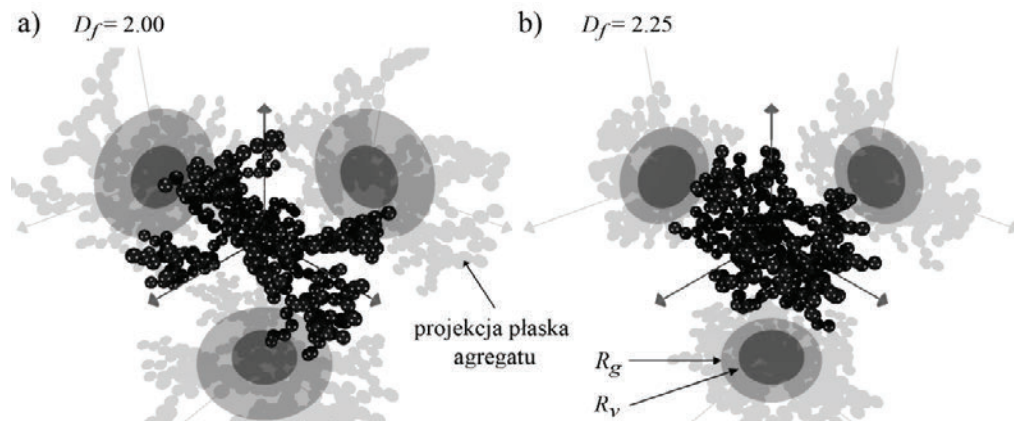 a) D_f = 2.00
b) D_f = 2.25
projekcja płaska
agregatu
R_g
R_v